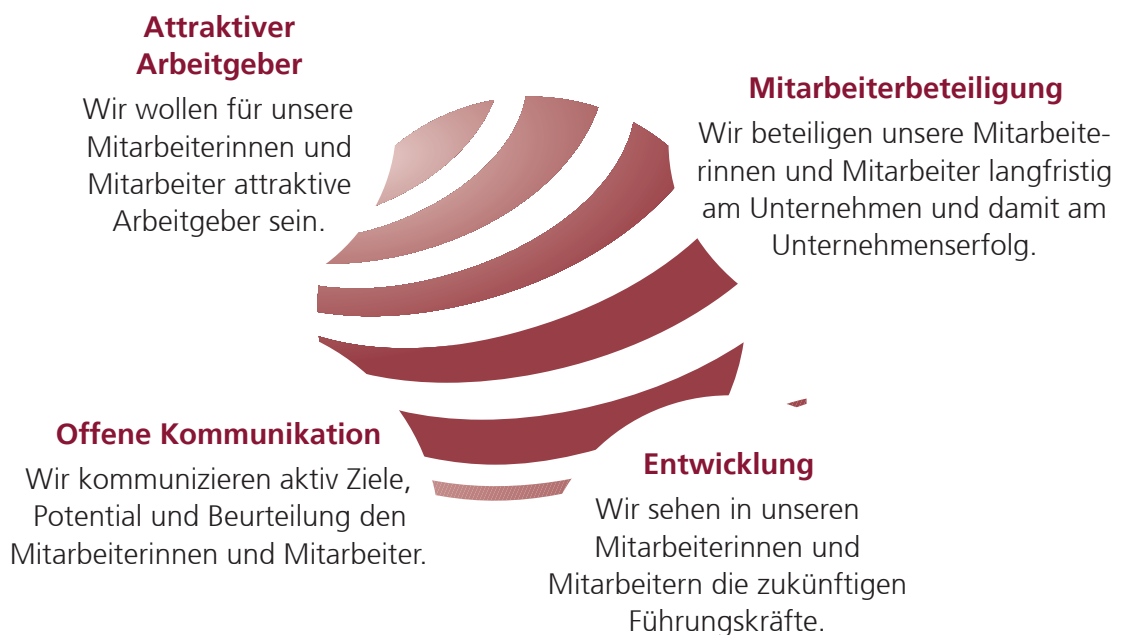 Attraktiver
Arbeitgeber
Wir wollen für unsere
Mitarbeiterinnen und
Mitarbeiter attraktive
Arbeitgeber sein.
Mitarbeiterbeteiligung
Wir beteiligen unsere Mitarbeite-
rinnen und Mitarbeiter langfristig
am Unternehmen und damit am
Unternehmenserfolg.
Offene Kommunikation
Wir kommunizieren aktiv Ziele,
Potential und Beurteilung den
Mitarbeiterinnen und Mitarbeiter.
Entwicklung
Wir sehen in unseren
Mitarbeiterinnen und
Mitarbeitern die zukünftigen
Führungskräfte.